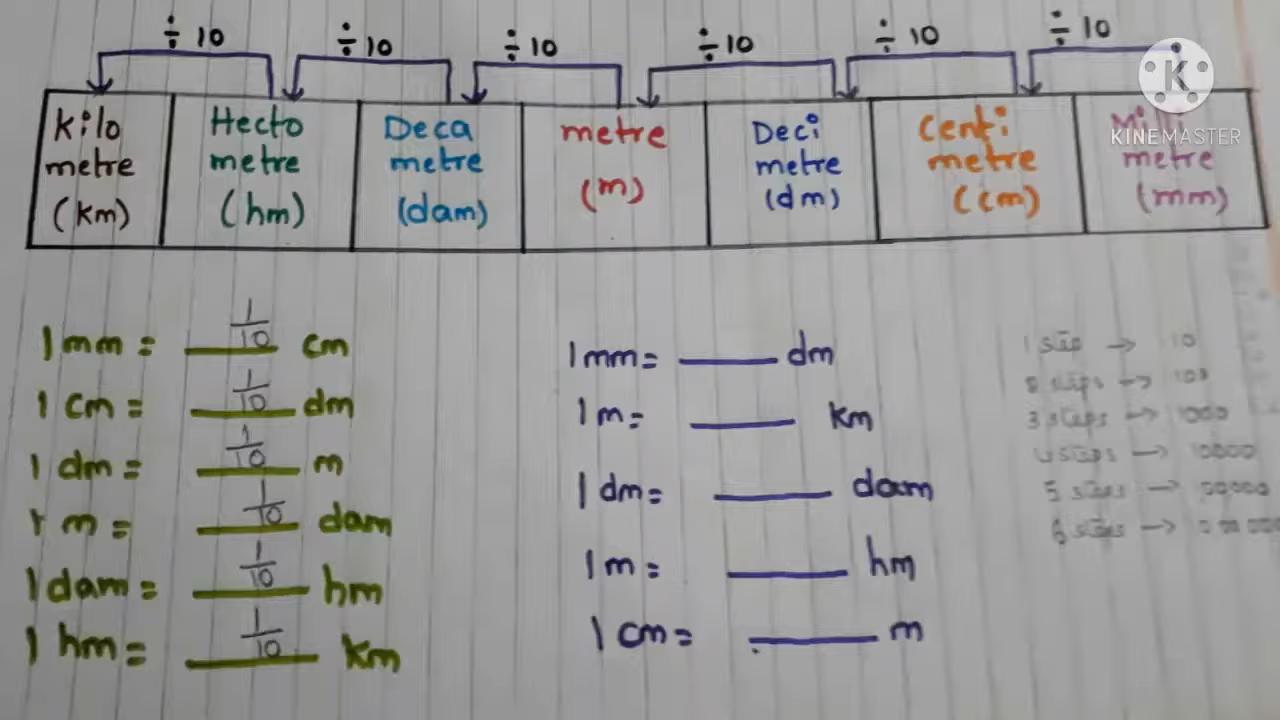 ÷ 10 ÷ 10 ÷ 10 ÷ 10 ÷ 10 ÷ 10
Kilo metre (km)
Hecto metre (hm)
Deca metre (dam)
metre (m)
Deci metre (dm)
Centi metre (cm)
Milli metre (mm)
K
KINEMASTER
1 mm = 1/10 cm
1 cm = 1/10 dm
1 dm = 1/10 m
1 m = 1/10 dam
1 dam = 1/10 hm
1 hm = 1/10 km
1 mm = ____ dm
1 m = ____ km
1 dm = ____ dam
1 m = ____ hm
1 cm = ____ m
1 step → 10
steps →
3 steps → 1000
4 steps → 10000
5 steps →
6 steps →